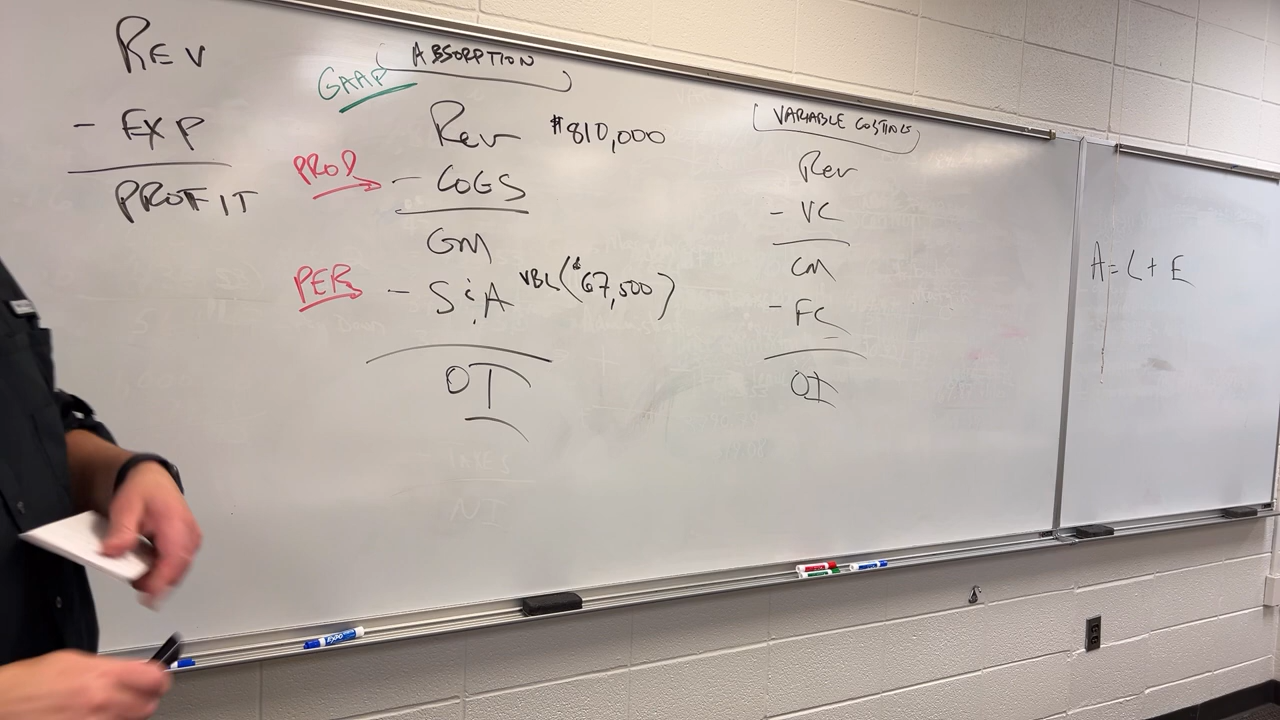 REV
- EXP
PROFIT
GAAP
ABSORPTION
Rev $810,000
PROD
- COGS
GM
PER
- S&A VBL ($67,500)
OI
TAXES
NI
VARIABLE COSTING
Rev
- VC
CM
- FC
OI
A = L + E
EXPO